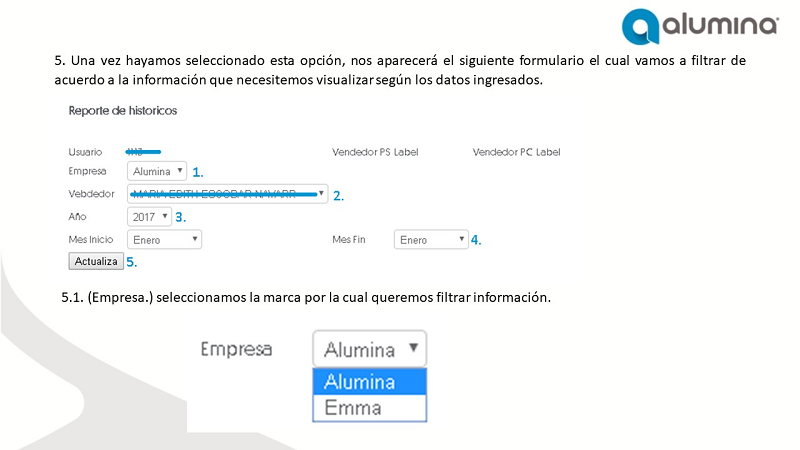 alumina
5. Una vez hayamos seleccionado esta opción, nos aparecerá el siguiente formulario el cual vamos a filtrar de
acuerdo a la información que necesitemos visualizar según los datos ingresados.
Reporte de historicos
Usuario Vendedor PS Label Vendedor PC Label
Empresa Alumina 1.
Vebdedor 2.
Año 2017 3.
Mes Inicio Enero Mes Fin Enero 4.
Actualiza 5.
5.1. (Empresa.) seleccionamos la marca por la cual queremos filtrar información.
Empresa Alumina
Alumina
Emma